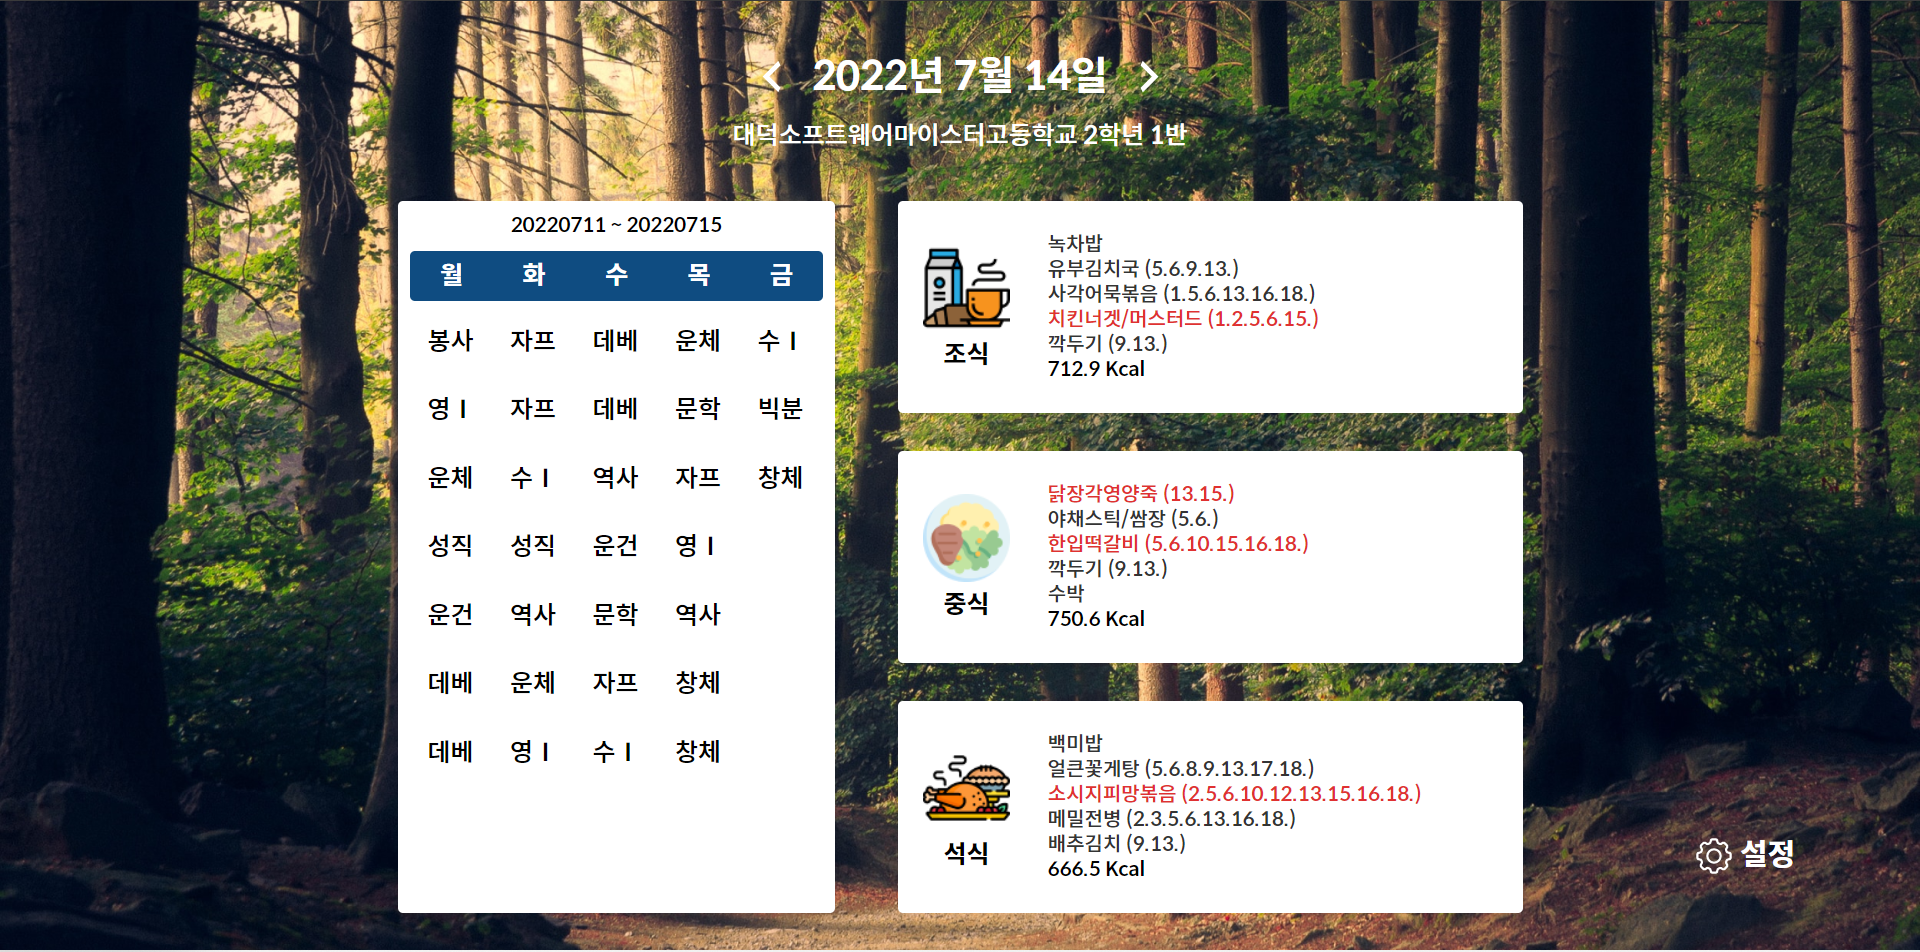 2022년 7월 14일
대덕소프트웨어마이스터고등학교 2학년 1반
20220711 ~ 20220715
월 화 수 목 금
봉사 자프 데베 운체 수Ⅰ
영Ⅰ 자프 데베 문학 빅분
운체 수Ⅰ 역사 자프 창체
성직 성직 운건 영Ⅰ
운건 역사 문학 역사
데베 운체 자프 창체
데베 영Ⅰ 수Ⅰ 창체
조식
녹차밥
유부김치국 (5.6.9.13.)
사각어묵볶음 (1.5.6.13.16.18.)
치킨너겟/머스터드 (1.2.5.6.15.)
깍두기 (9.13.)
712.9 Kcal
중식
닭장각영양죽 (13.15.)
야채스틱/쌈장 (5.6.)
한입떡갈비 (5.6.10.15.16.18.)
깍두기 (9.13.)
수박
750.6 Kcal
석식
백미밥
얼큰꽃게탕 (5.6.8.9.13.17.18.)
소시지피망볶음 (2.5.6.10.12.13.15.16.18.)
메밀전병 (2.3.5.6.13.16.18.)
배추김치 (9.13.)
666.5 Kcal
설정